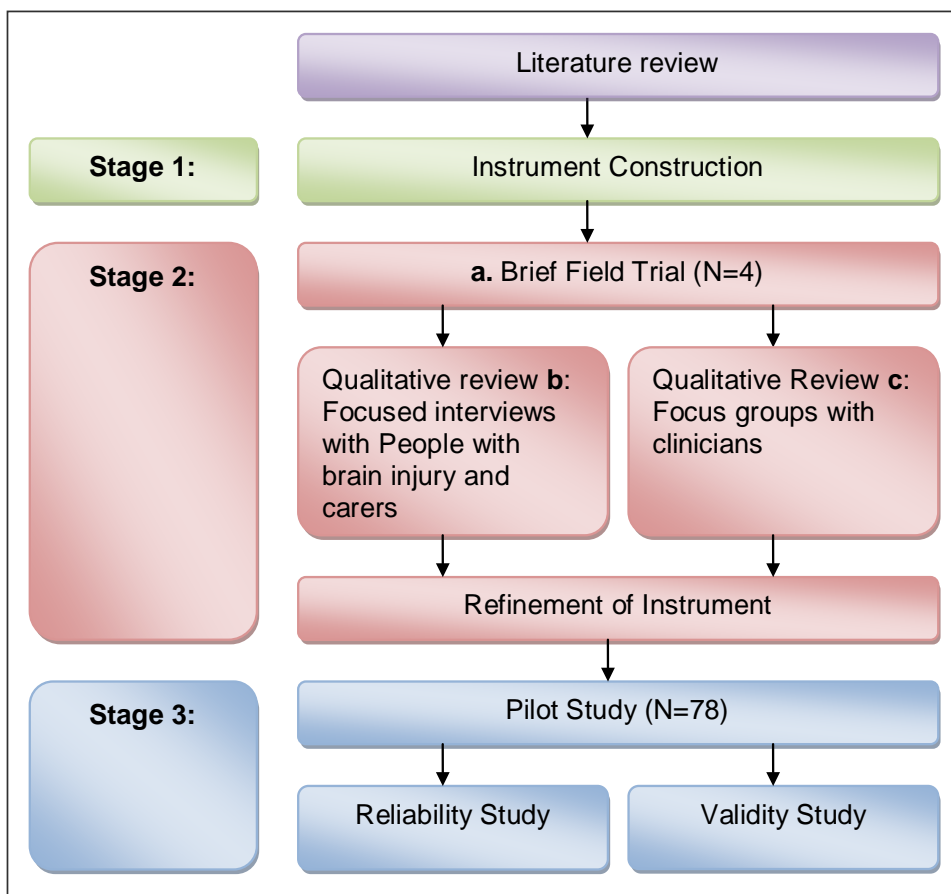 Literature review
Stage 1:
Instrument Construction
Stage 2:
a. Brief Field Trial (N=4)
Qualitative review b:
Focused interviews
with People with
brain injury and
carers
Qualitative Review c:
Focus groups with
clinicians
Refinement of Instrument
Stage 3:
Pilot Study (N=78)
Reliability Study
Validity Study